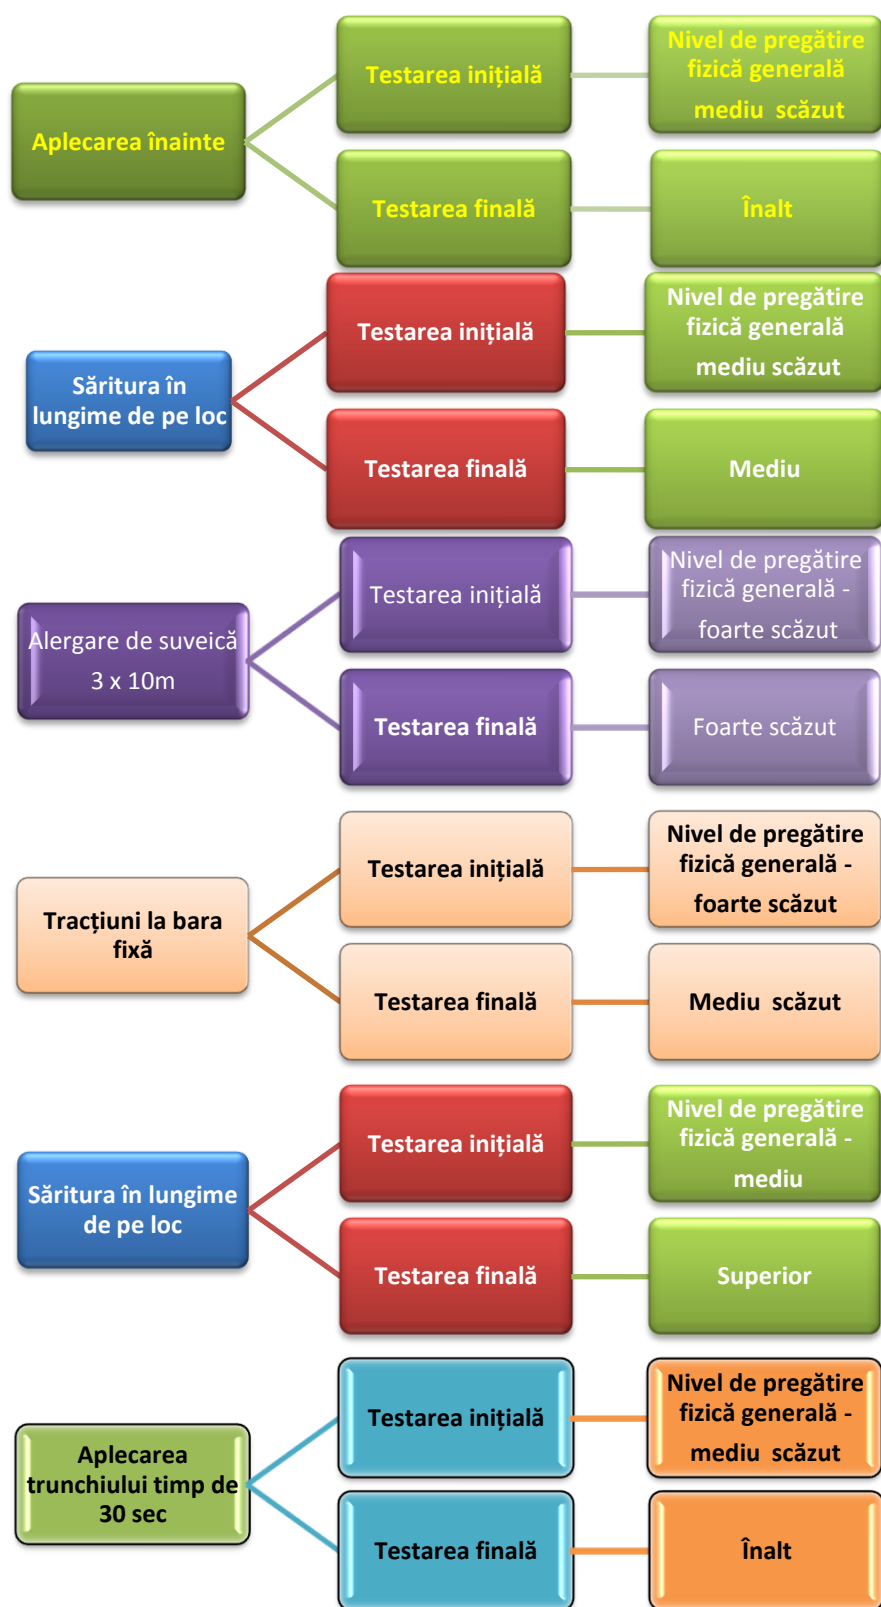 Aplecarea înainte
Testarea inițială
Nivel de pregătire
fizică generală
mediu  scăzut
Testarea finală
Înalt
Săritura în
lungime de pe loc
Testarea inițială
Nivel de pregătire
fizică generală
mediu scăzut
Testarea finală
Mediu
Alergare de suveică
3 x 10m
Testarea inițială
Nivel de pregătire
fizică generală -
foarte scăzut
Testarea finală
Foarte scăzut
Tracțiuni la bara
fixă
Testarea inițială
Nivel de pregătire
fizică generală -
foarte scăzut
Testarea finală
Mediu  scăzut
Săritura în lungime
de pe loc
Testarea inițială
Nivel de pregătire
fizică generală -
mediu
Testarea finală
Superior
Aplecarea
trunchiului timp de
30 sec
Testarea inițială
Nivel de pregătire
fizică generală -
mediu  scăzut
Testarea finală
Înalt